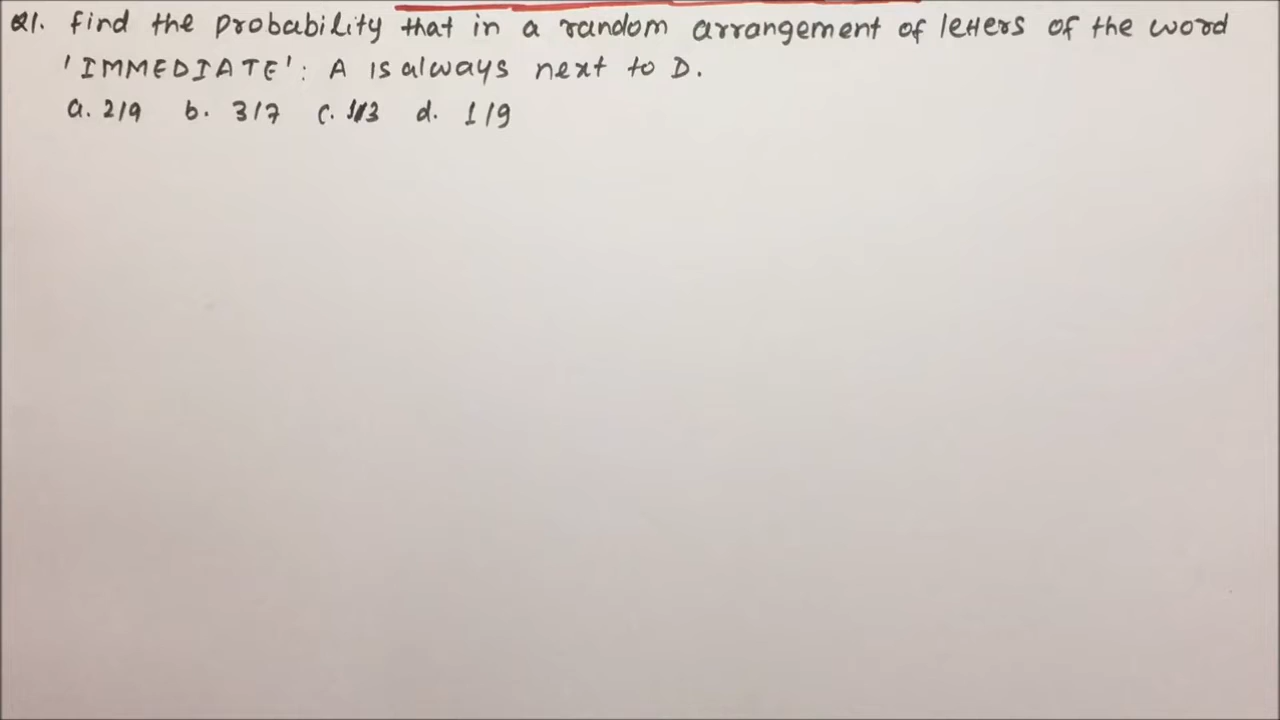 Q1. Find the probability that in a random arrangement of letters of the word
'IMMEDIATE': A is always next to D.
a. 2/9 b. 3/7 c. 1/3 d. 1/9